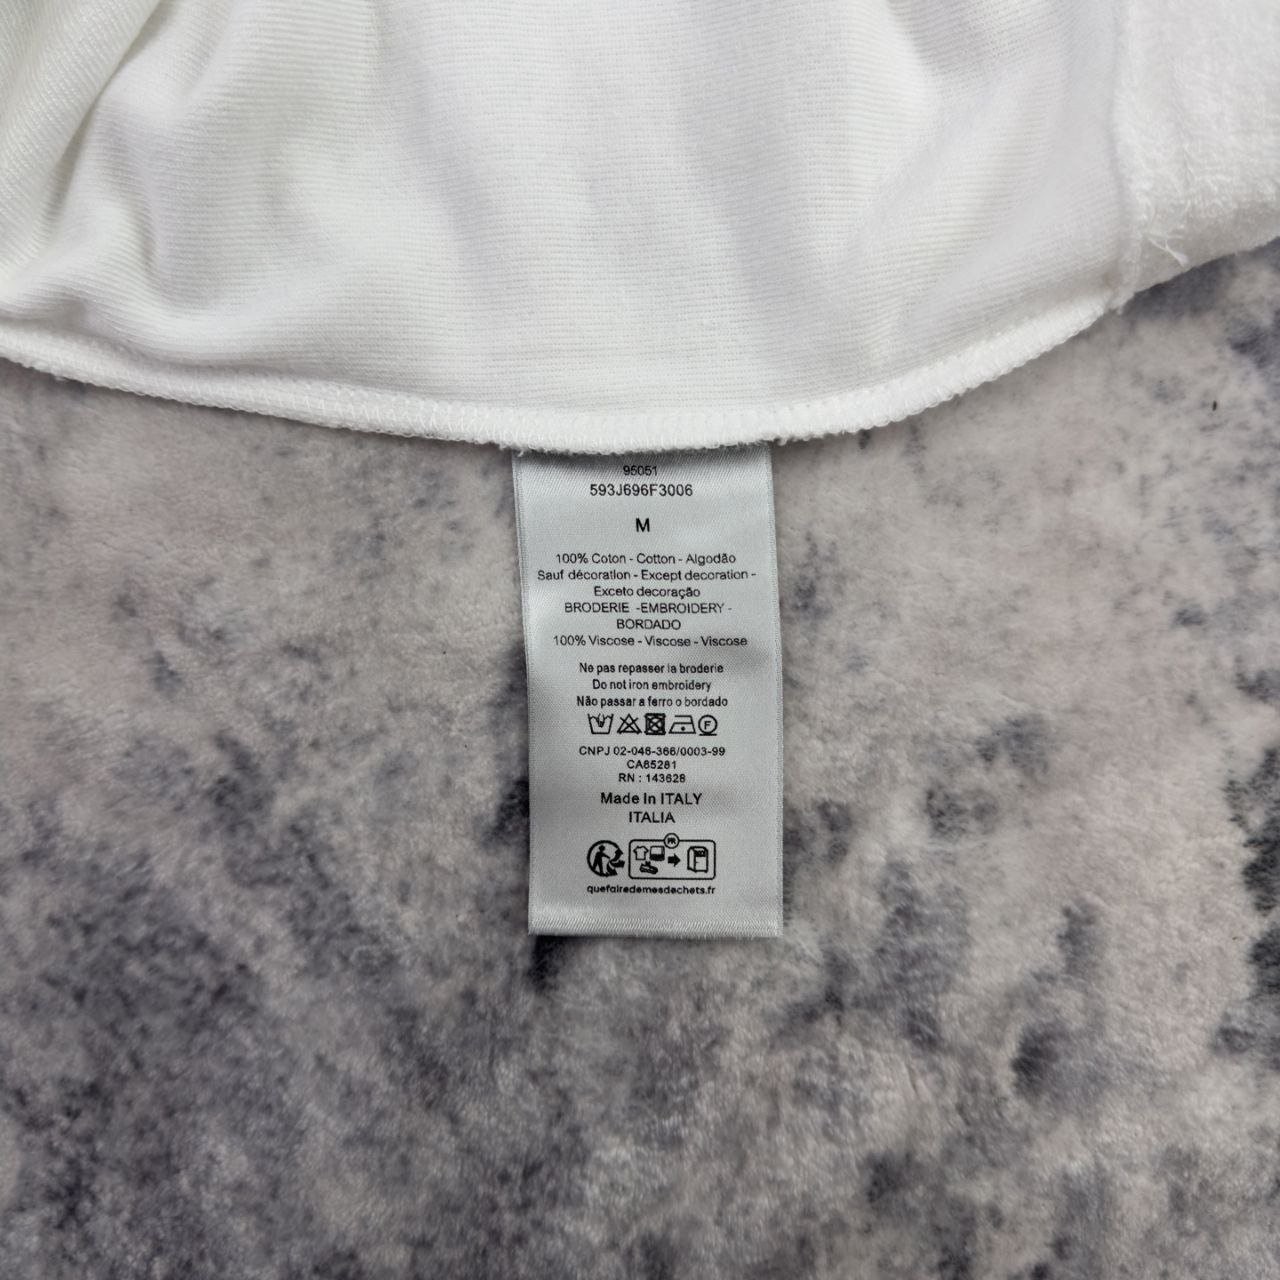 95051
593J696F3006
M
100% Coton - Cotton - Algodão
Sauf décoration - Except decoration -
Exceto decoração
BRODERIE -EMBROIDERY -
BORDADO
100% Viscose - Viscose - Viscose
Ne pas repasser la broderie
Do not iron embroidery
Não passar a ferro o bordado
F
CNPJ 02-046-366/0003-99
CA65281
RN : 143628
Made In ITALY
ITALIA
FR
quefairedemesdechets.fr